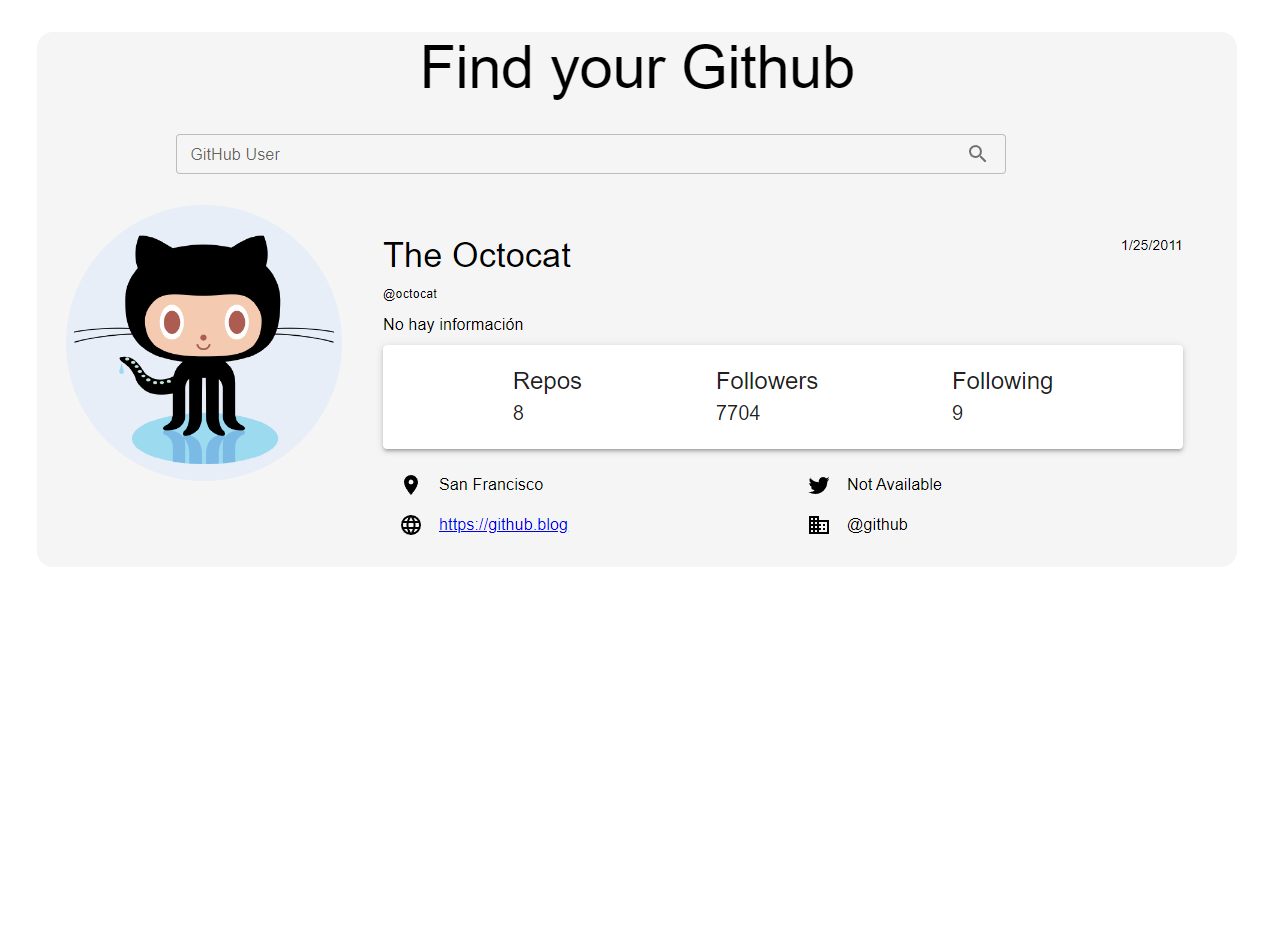 Find your Github
GitHub User
The Octocat
1/25/2011
@octocat
No hay información
Repos
Followers
Following
8
7704
9
San Francisco
Not Available
https://github.blog
@github